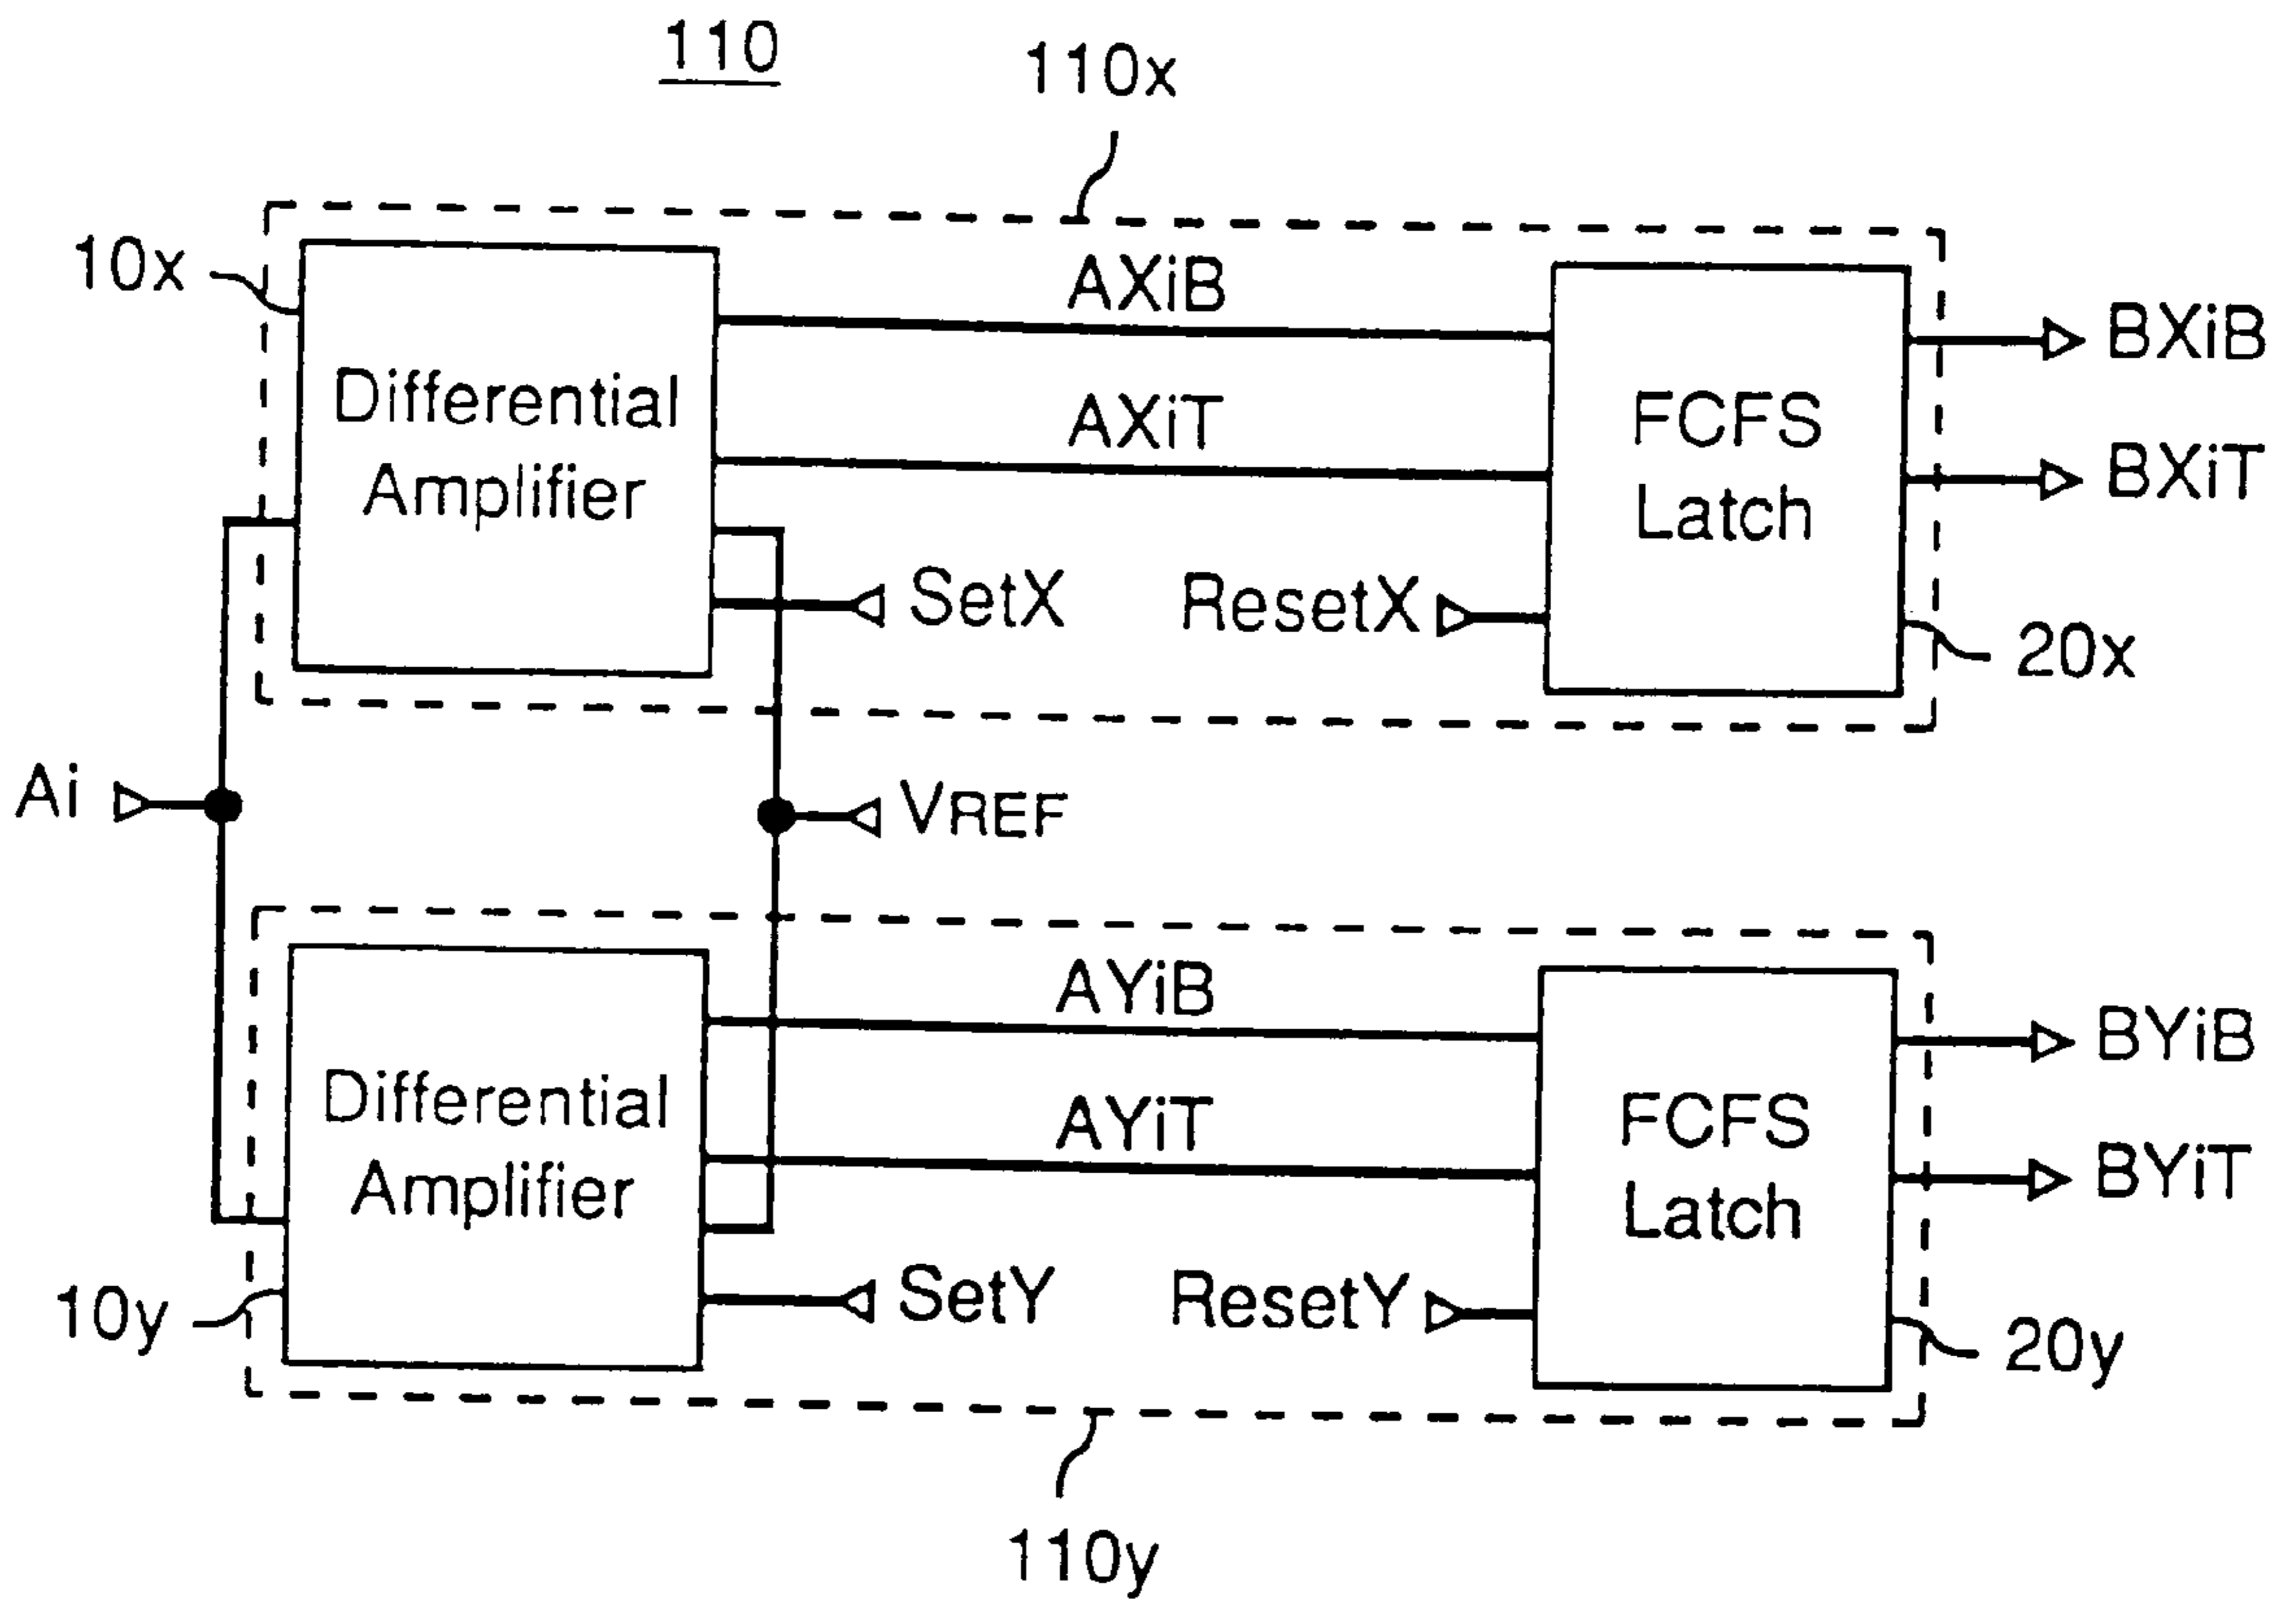 110
110x
10x
AXiB
BXiB
Differential
Amplifier
AXiT
FCFS
Latch
BXiT
SetX
ResetX
20x
Ai
VREF
AYiB
BYiB
Differential
Amplifier
AYiT
FCFS
Latch
BYiT
SetY
ResetY
10y
20y
110y